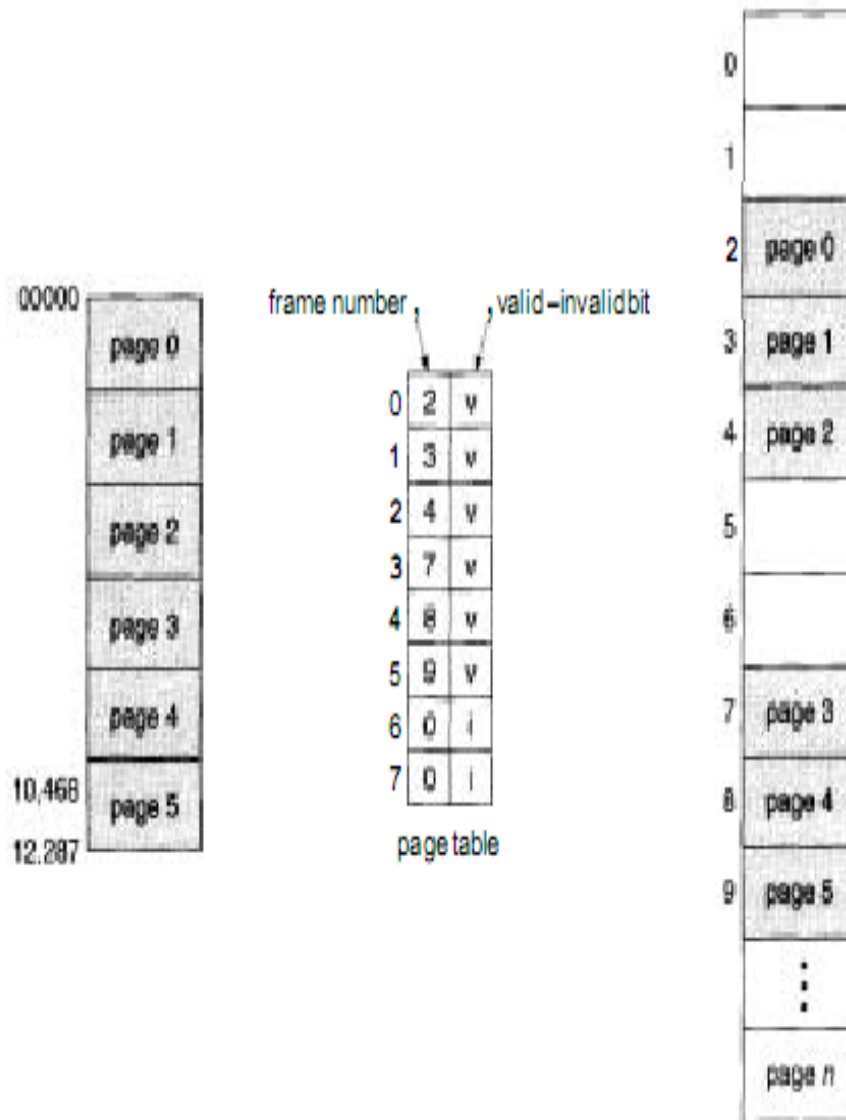 0
1
2 page 0
3 page 1
4 page 2
5
6
7 page 3
8 page 4
9 page 5
page n
00000
page 0
page 1
page 2
page 3
page 4
10,468
page 5
12.287
frame number , , valid–invalidbit
0 2 v
1 3 v
2 4 v
3 7 v
4 8 v
5 9 v
6 0 i
7 0 i
page table